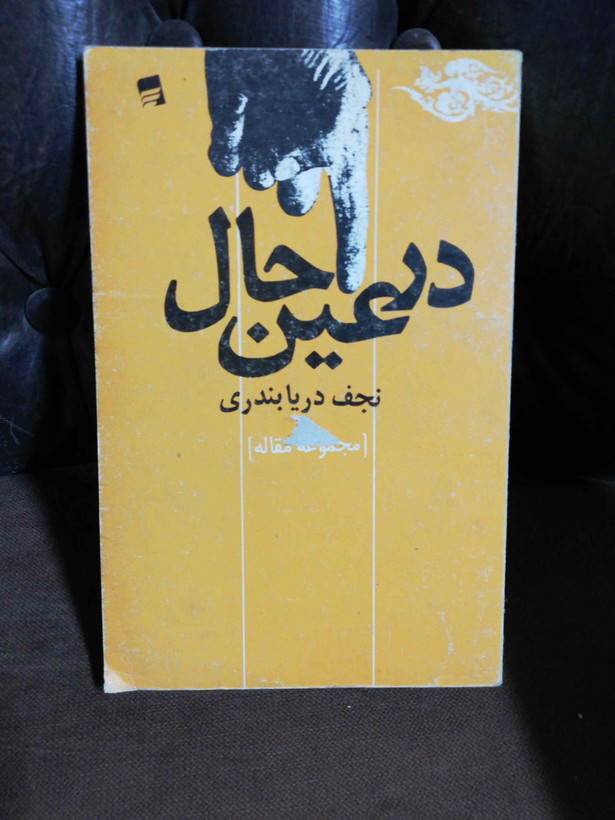 در عین حال
نجف دریابندری
[مجموعه مقاله]